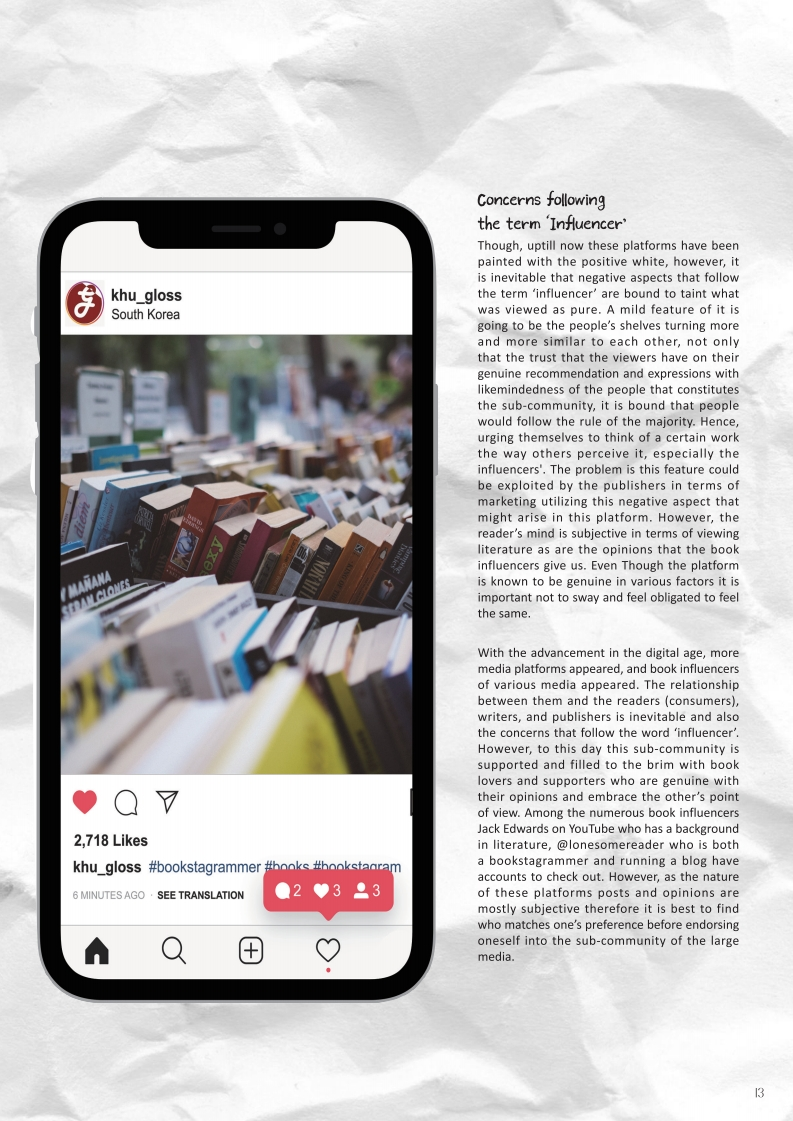 khu_gloss
South Korea
DAVID
EDDINGS
MAÑANA
SERAN CLONES
2,718 Likes
khu_gloss #bookstagrammer #books #bookstagram
2 3 3
6 MINUTES AGO · SEE TRANSLATION
Concerns following
the term ‘Influencer’
Though, uptill now these platforms have been
painted with the positive white, however, it
is inevitable that negative aspects that follow
the term ‘influencer’ are bound to taint what
was viewed as pure. A mild feature of it is
going to be the people’s shelves turning more
and more similar to each other, not only
that the trust that the viewers have on their
genuine recommendation and expressions with
likemindedness of the people that constitutes
the sub-community, it is bound that people
would follow the rule of the majority. Hence,
urging themselves to think of a certain work
the way others perceive it, especially the
influencers'. The problem is this feature could
be exploited by the publishers in terms of
marketing utilizing this negative aspect that
might arise in this platform. However, the
reader’s mind is subjective in terms of viewing
literature as are the opinions that the book
influencers give us. Even Though the platform
is known to be genuine in various factors it is
important not to sway and feel obligated to feel
the same.
With the advancement in the digital age, more
media platforms appeared, and book influencers
of various media appeared. The relationship
between them and the readers (consumers),
writers, and publishers is inevitable and also
the concerns that follow the word ‘influencer’.
However, to this day this sub-community is
supported and filled to the brim with book
lovers and supporters who are genuine with
their opinions and embrace the other’s point
of view. Among the numerous book influencers
Jack Edwards on YouTube who has a background
in literature, @lonesomereader who is both
a bookstagrammer and running a blog have
accounts to check out. However, as the nature
of these platforms posts and opinions are
mostly subjective therefore it is best to find
who matches one’s preference before endorsing
oneself into the sub-community of the large
media.
13